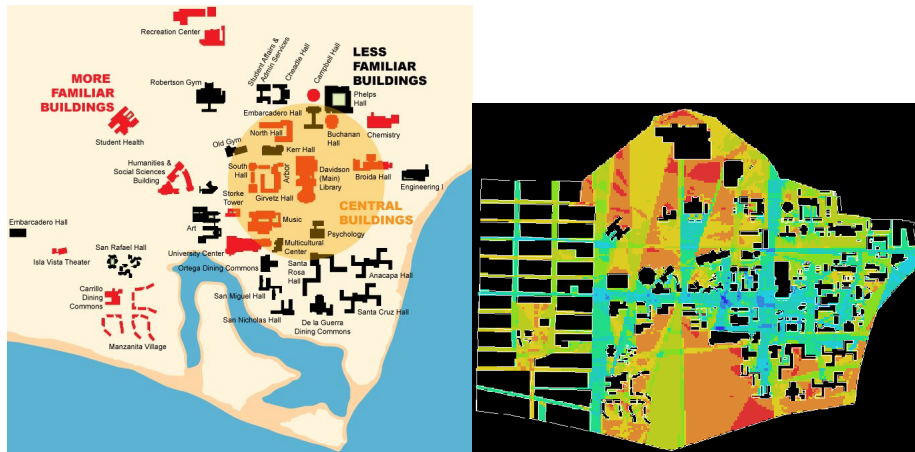 Recreation Center
Student Affairs &
Admin Services
Cheadle Hall
Campbell Hall
LESS
FAMILIAR
BUILDINGS
MORE
FAMILIAR
BUILDINGS
Robertson Gym
Phelps
Hall
Embarcadero Hall
Student Health
Old Gym
North Hall
Buchanan
Hall
Chemistry
Kerr Hall
Humanities &
Social Sciences
Building
South
Hall
Arbor
Davidson
(Main)
Library
Broida Hall
Engineering I
Storke
Tower
Girvetz Hall
CENTRAL
BUILDINGS
Embarcadero Hall
Art
Music
Psychology
Isla Vista Theater
San Rafael Hall
University Center
Multicultural
Center
Ortega Dining Commons
Santa
Rosa
Hall
Anacapa Hall
Carrillo
Dining
Commons
San Miguel Hall
San Nicholas Hall
De la Guerra
Dining Commons
Santa Cruz Hall
Manzanita Village